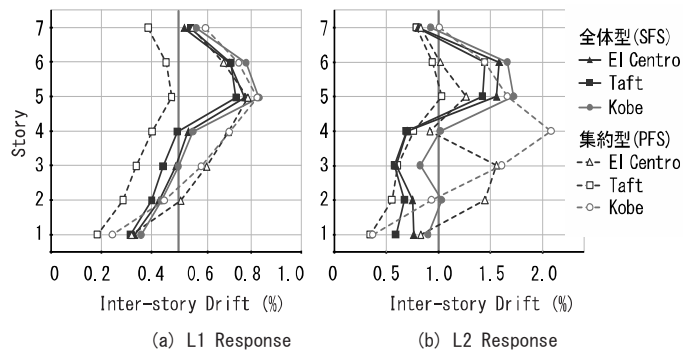 7
6
5
4
3
2
1
Story
0 0.2 0.4 0.6 0.8 1.0
Inter-story Drift (%)
(a) L1 Response
7
6
5
4
3
2
1
0 0.5 1.0 1.5 2.0
Inter-story Drift (%)
(b) L2 Response
全体型(SFS)
El Centro
Taft
Kobe
集約型(PFS)
El Centro
Taft
Kobe